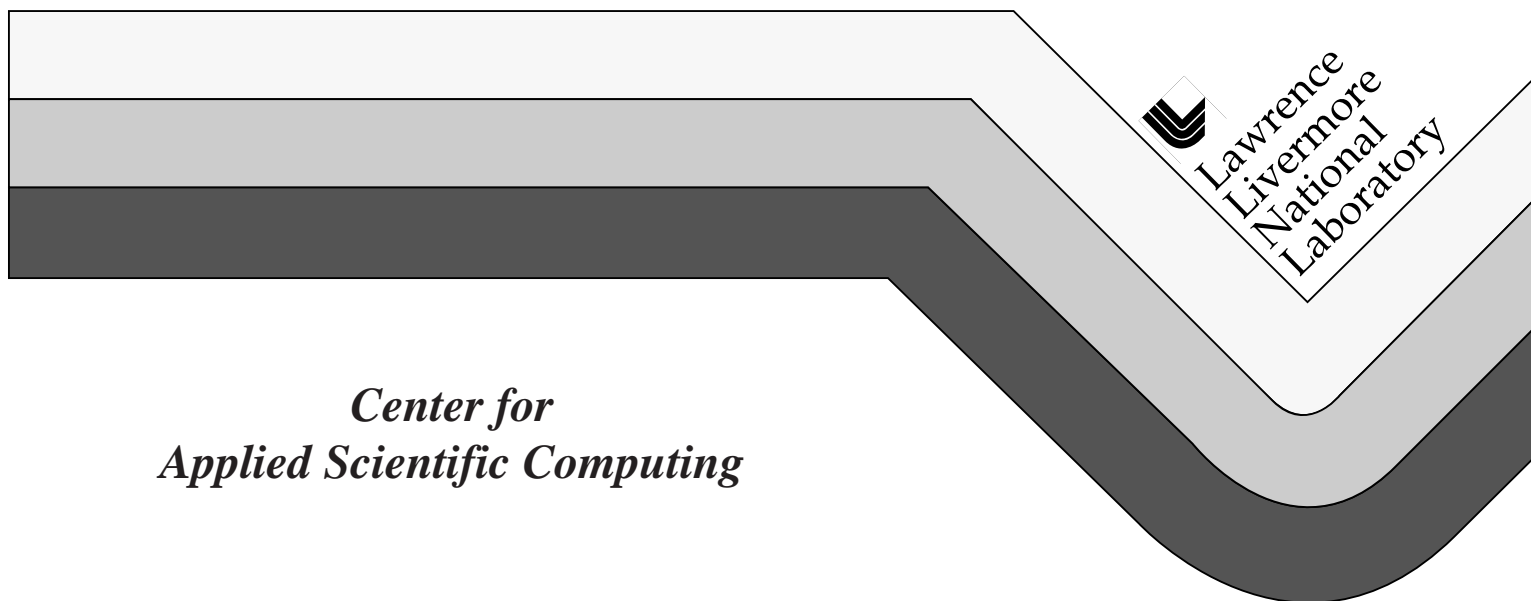 Lawrence
Livermore
National
Laboratory
Center for
Applied Scientific Computing